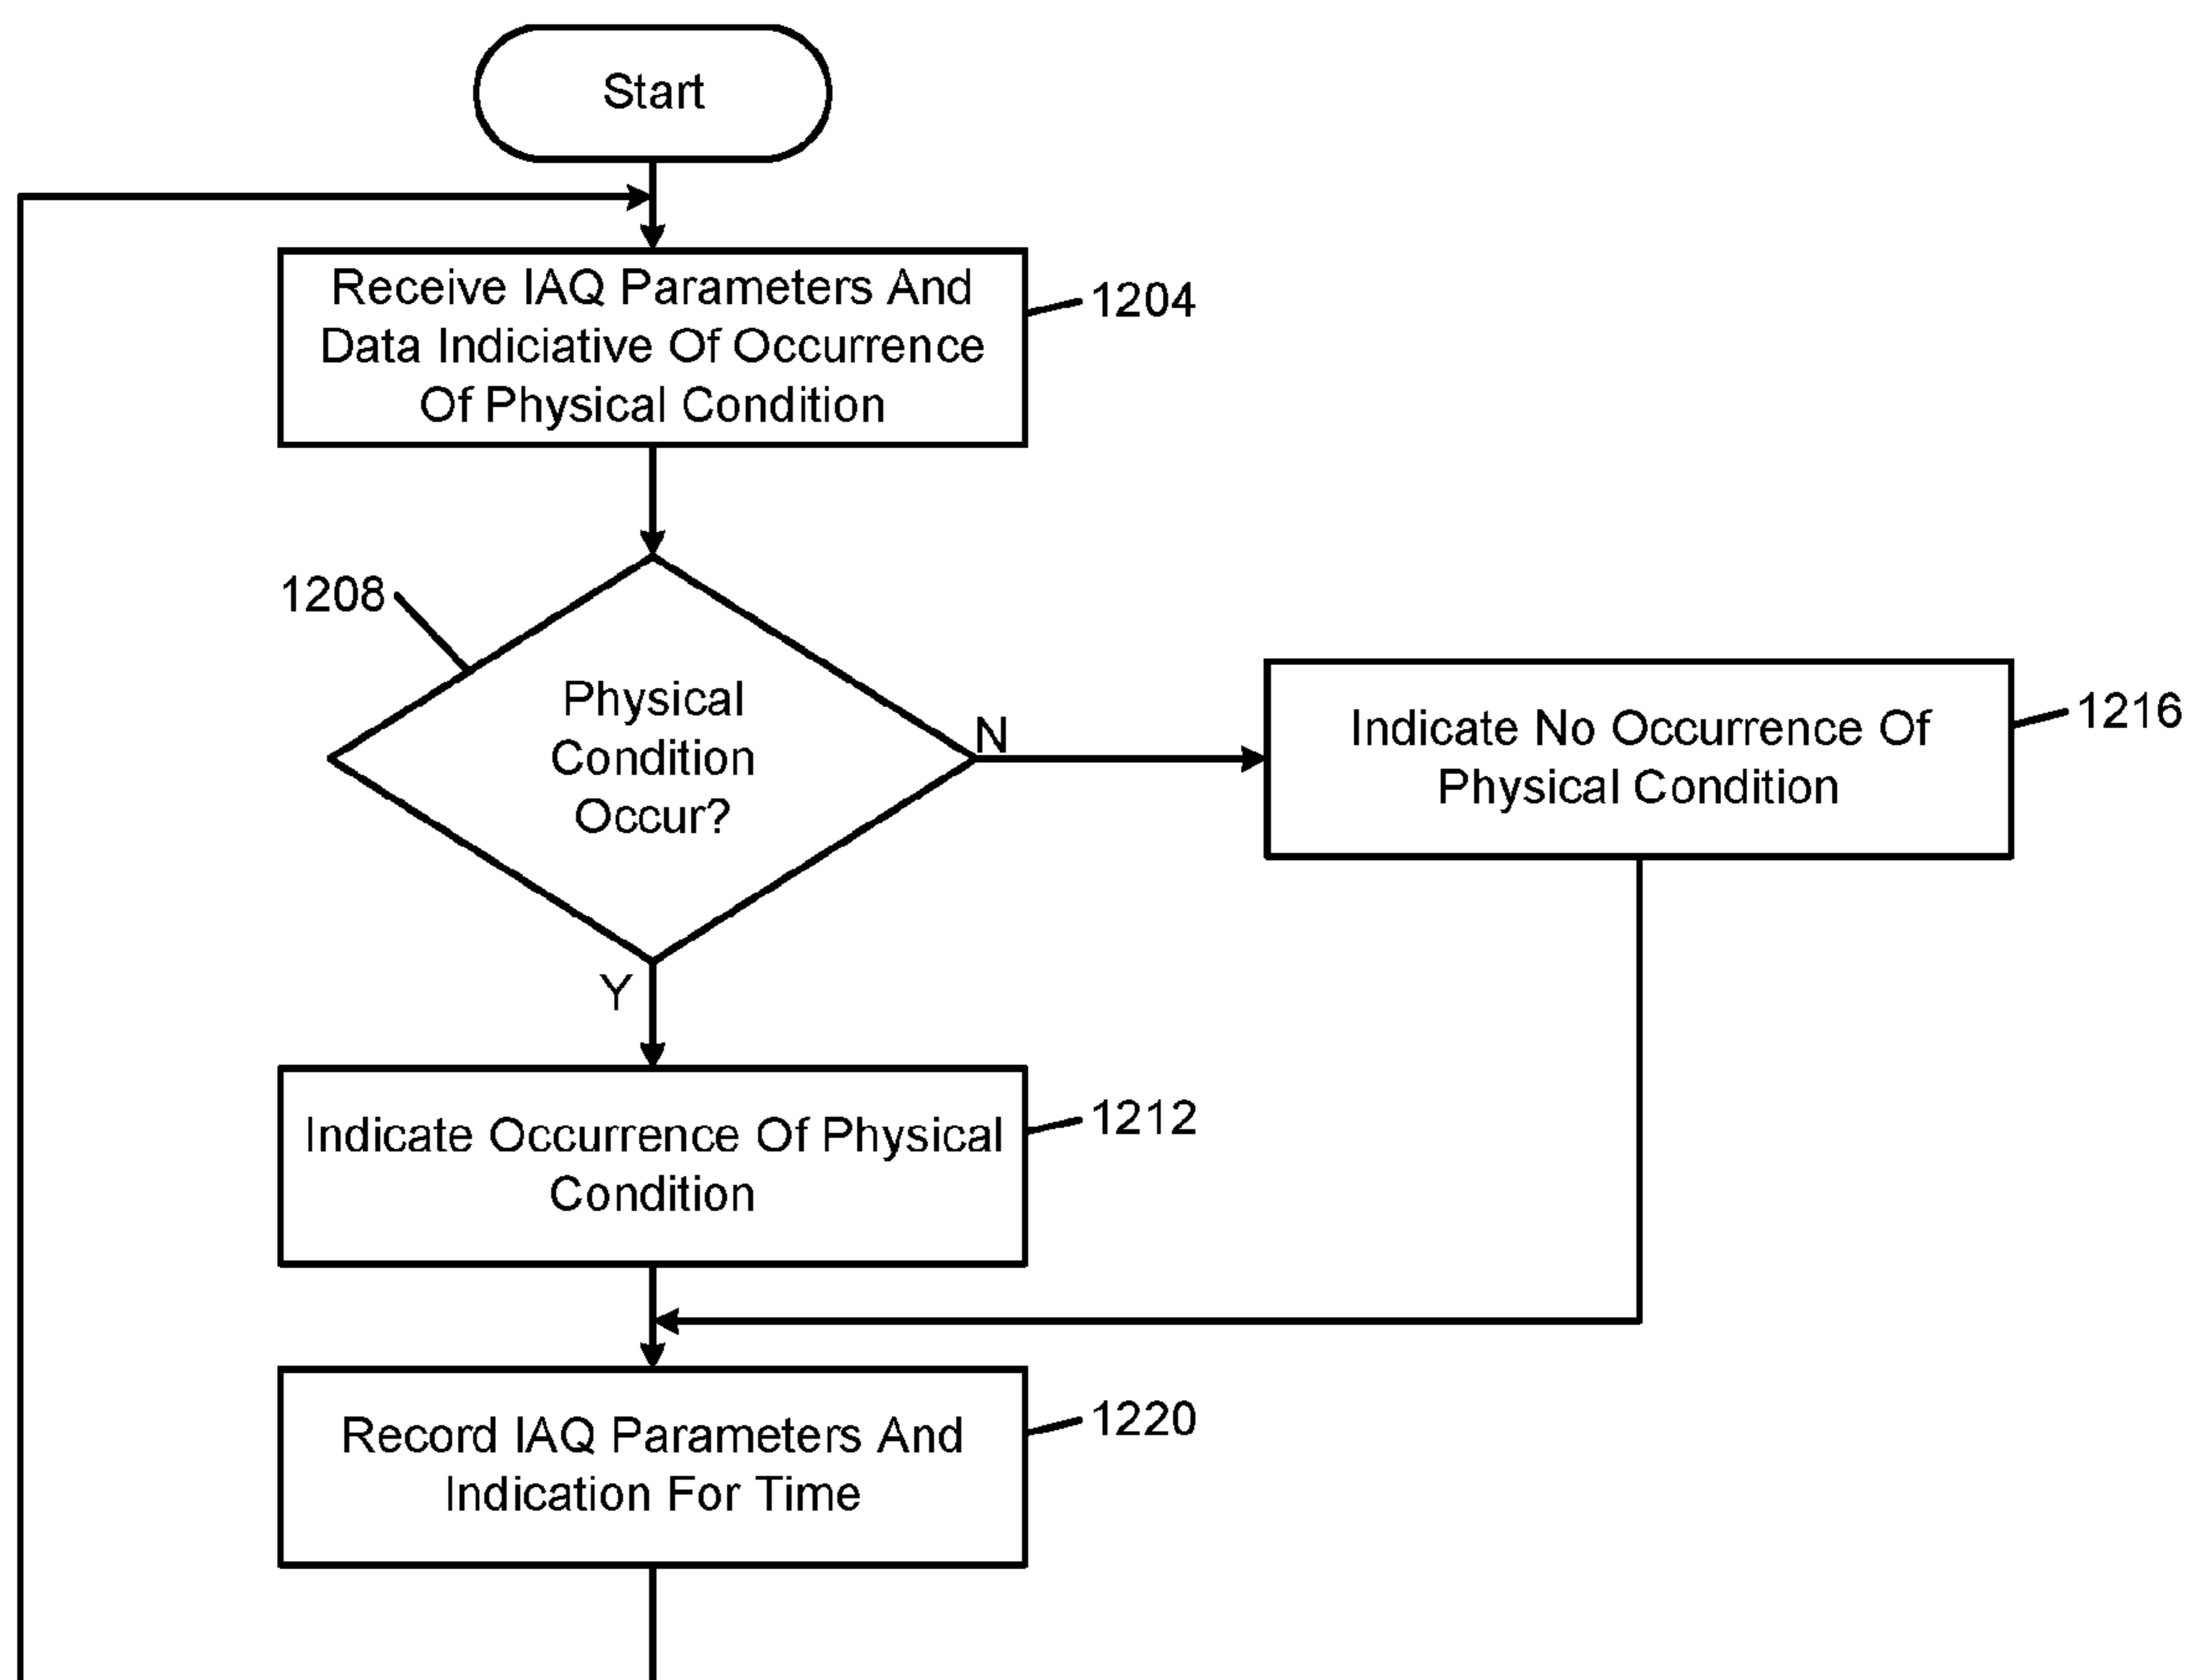 Start
Receive IAQ Parameters And
Data Indiciative Of Occurrence
Of Physical Condition
1204
1208
Physical
Condition
Occur?
N
Indicate No Occurrence Of
Physical Condition
1216
Y
Indicate Occurrence Of Physical
Condition
1212
Record IAQ Parameters And
Indication For Time
1220